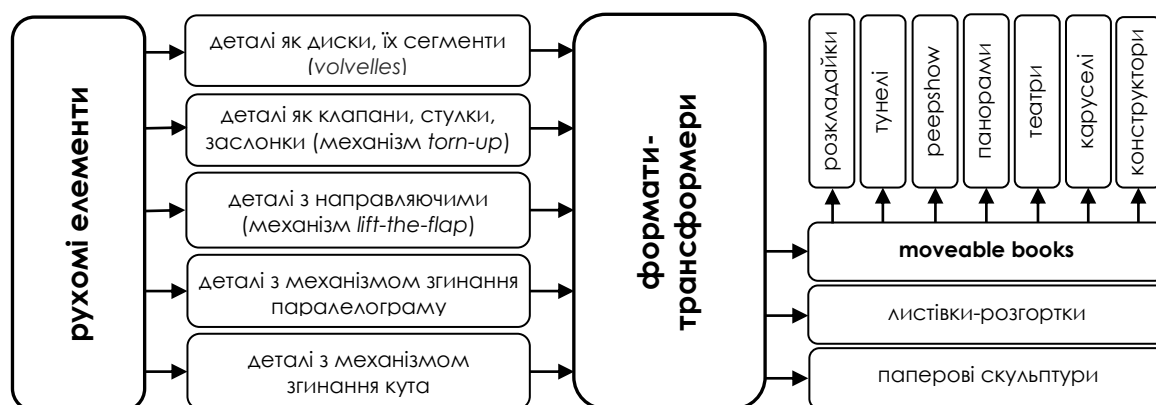 рухомі елементи
деталі як диски, їх сегменти
(volvelles)
деталі як клапани, стулки,
заслонки (механізм torn-up)
деталі з направляючими
(механізм lift-the-flap)
деталі з механізмом згинання
паралелограму
деталі з механізмом
згинання кута
формати-
трансформери
розкладайки
тунелі
peepshow
панорами
театри
каруселі
конструктори
moveable books
листівки-розгортки
паперові скульптури